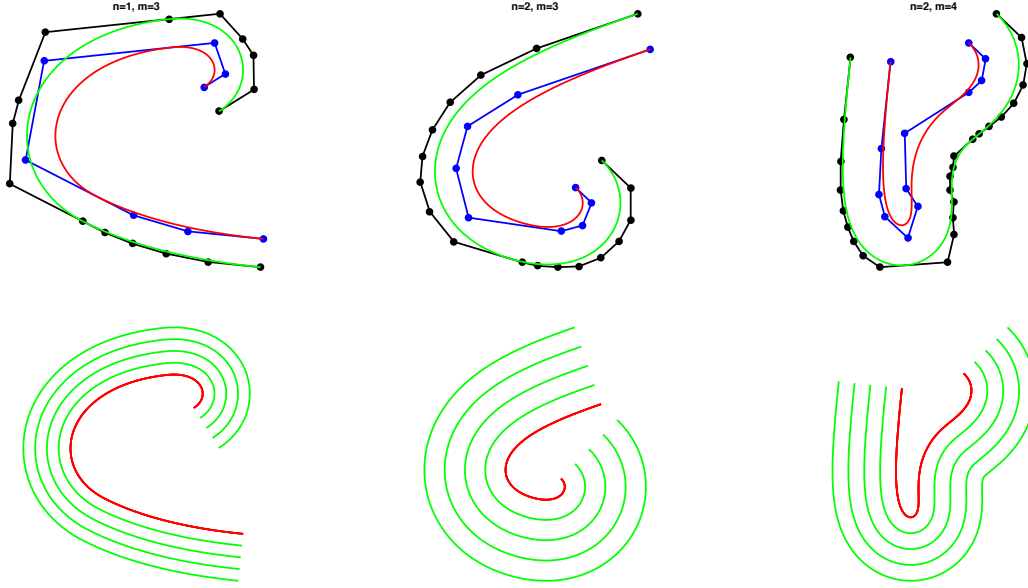 n=1, m=3
n=2, m=3
n=2, m=4